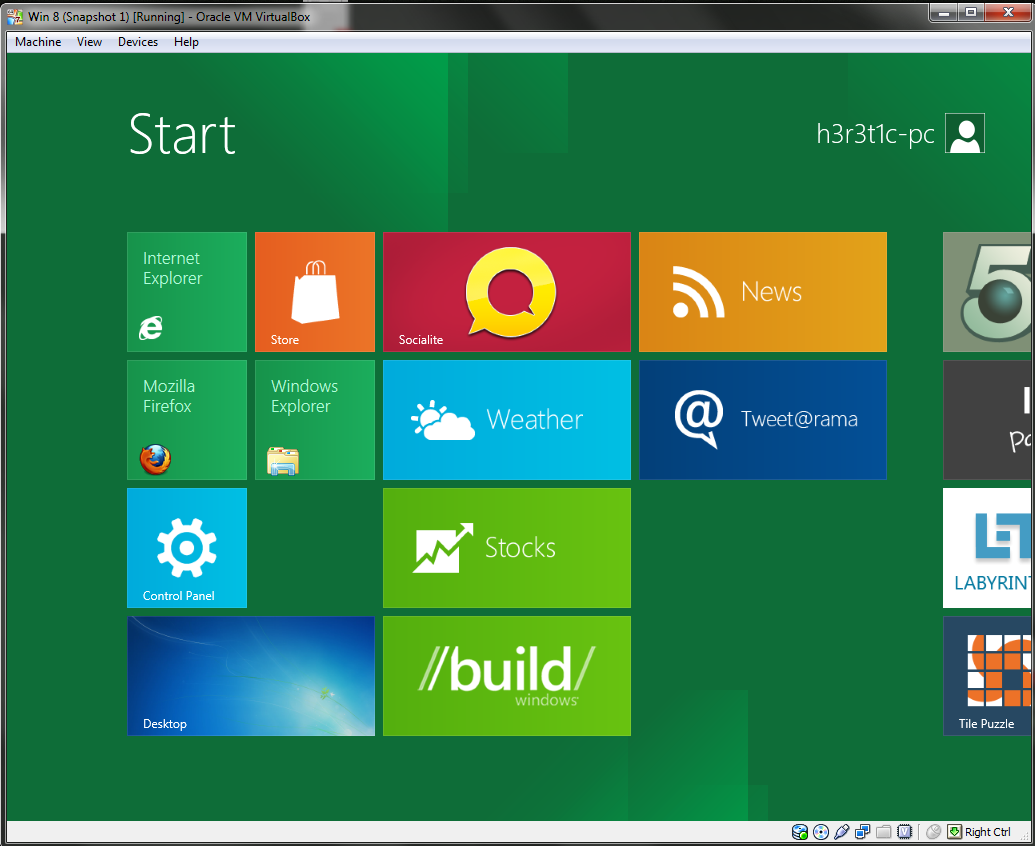 Win 8 (Snapshot 1) [Running] - Oracle VM VirtualBox
Machine View Devices Help
Start
h3r3t1c-pc
Internet
Explorer
Store
Socialite
News
5
Mozilla
Firefox
Windows
Explorer
Weather
Tweet@rama
Control Panel
Stocks
LABYRINT
Desktop
//build/
windows
Tile Puzzle
Right Ctrl